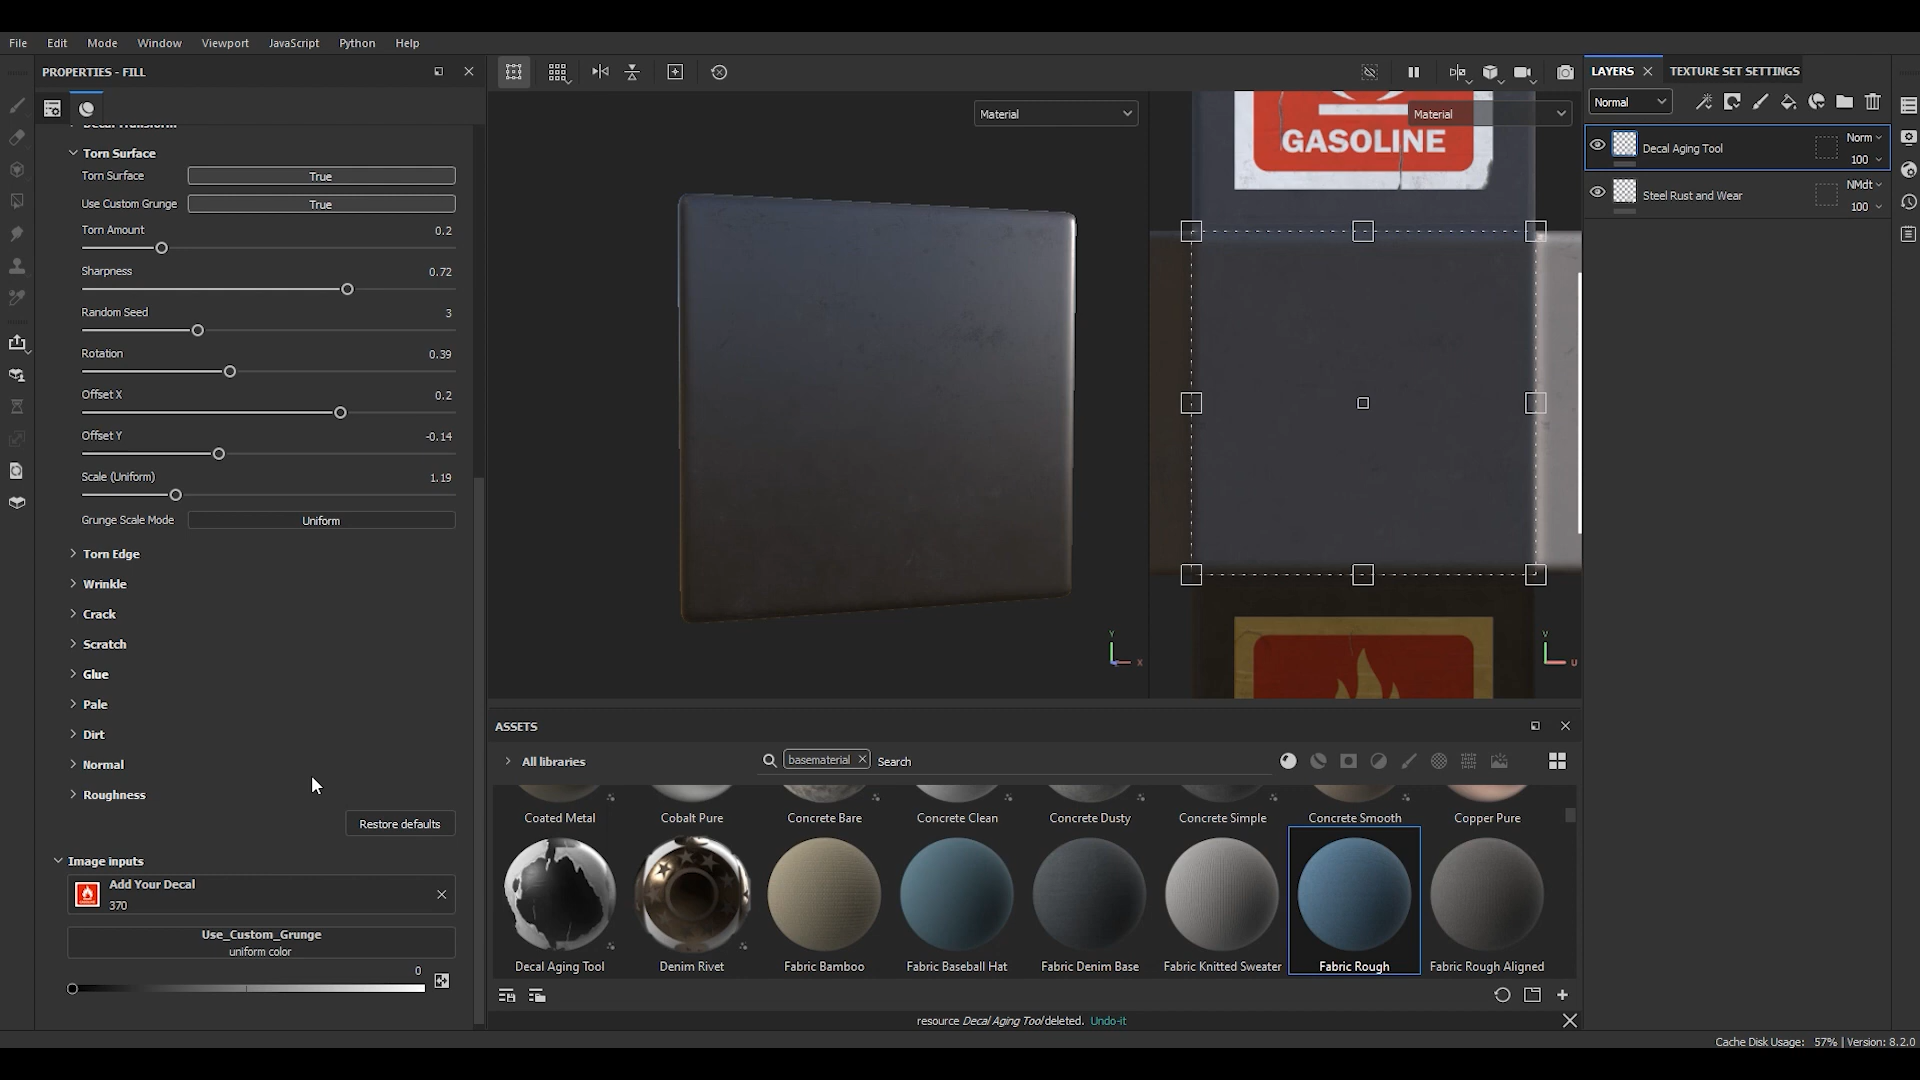 File Edit Mode Window Viewport JavaScript Python Help
PROPERTIES - FILL
Torn Surface
Torn Surface True
Use Custom Grunge True
Torn Amount 0.2
Sharpness 0.72
Random Seed 3
Rotation 0.39
Offset X 0.2
Offset Y -0.14
Scale (Uniform) 1.19
Grunge Scale Mode Uniform
Torn Edge
Wrinkle
Crack
Scratch
Glue
Pale
Dirt
Normal
Roughness
Restore defaults
Image inputs
Add Your Decal
370
Use_Custom_Grunge
uniform color
0
Material
Material
GASOLINE
Y
X
V
U
ASSETS
All libraries
basematerial Search
Coated Metal Cobalt Pure Concrete Bare Concrete Clean Concrete Dusty Concrete Simple Concrete Smooth Copper Pure
Decal Aging Tool Denim Rivet Fabric Bamboo Fabric Baseball Hat Fabric Denim Base Fabric Knitted Sweater Fabric Rough Fabric Rough Aligned
resource Decal Aging Tool deleted. Undo-it
LAYERS TEXTURE SET SETTINGS
Normal
Decal Aging Tool Norm
100
Steel Rust and Wear NMdt
100
Cache Disk Usage: 57% | Version: 8.2.0